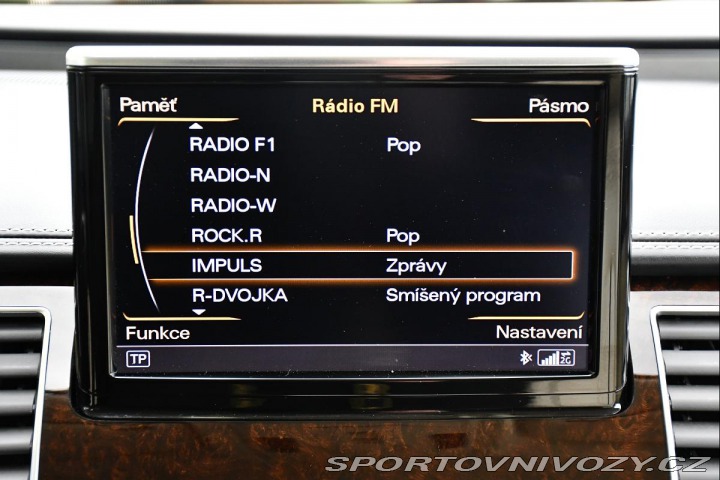 Paměť Rádio FM Pásmo
RADIO F1 Pop
RADIO-N
RADIO-W
ROCK.R Pop
IMPULS Zprávy
R-DVOJKA Smíšený program
Funkce Nastavení
TP 2G
SPORTOVNIVOZY.CZ